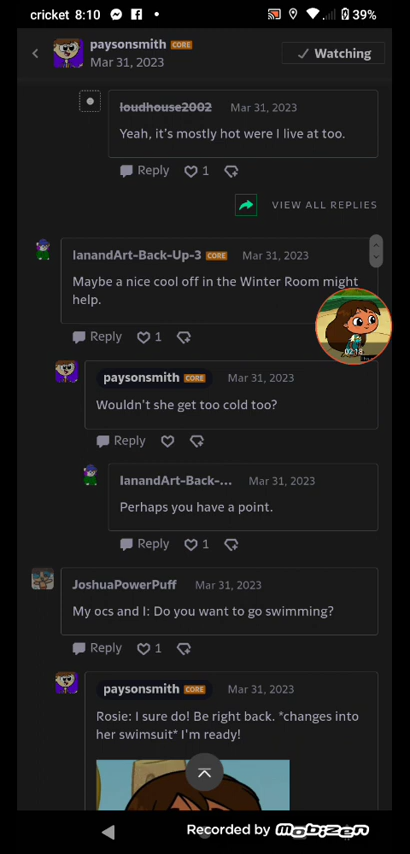 cricket 8:10 39%
paysonsmith CORE
Mar 31, 2023
Watching
loudhouse2002 Mar 31, 2023
Yeah, it's mostly hot were I live at too.
Reply 1
VIEW ALL REPLIES
IanandArt-Back-Up-3 CORE Mar 31, 2023
Maybe a nice cool off in the Winter Room might
help.
02:18
Reply 1
paysonsmith CORE Mar 31, 2023
Wouldn't she get too cold too?
Reply
IanandArt-Back-... Mar 31, 2023
Perhaps you have a point.
Reply 1
JoshuaPowerPuff Mar 31, 2023
My ocs and I: Do you want to go swimming?
Reply 1
paysonsmith CORE Mar 31, 2023
Rosie: I sure do! Be right back. *changes into
her swimsuit* I'm ready!
Recorded by Mobizen